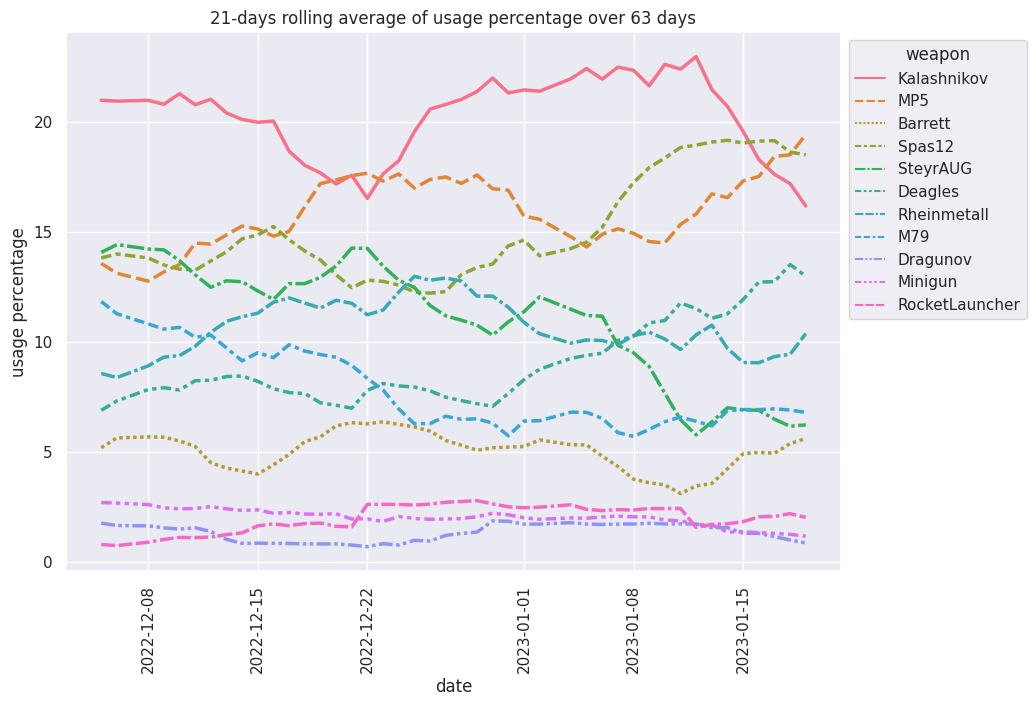 21-days rolling average of usage percentage over 63 days
weapon
Kalashnikov
MP5
Barrett
Spas12
SteyrAUG
Deagles
Rheinmetall
M79
Dragunov
Minigun
RocketLauncher
usage percentage
20
15
10
5
0
2022-12-08
2022-12-15
2022-12-22
2023-01-01
2023-01-08
2023-01-15
date